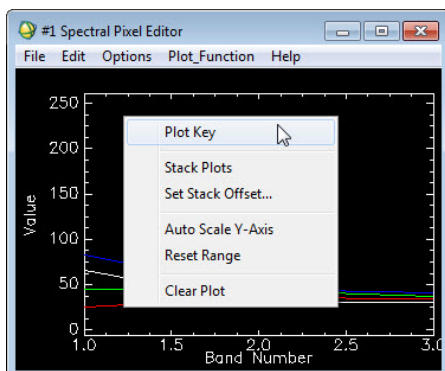 #1 Spectral Pixel Editor
File Edit Options Plot_Function Help
250
200
150
100
50
0
Value
Plot Key
Stack Plots
Set Stack Offset...
Auto Scale Y-Axis
Reset Range
Clear Plot
1.0 1.5 2.0 2.5 3.0
Band Number